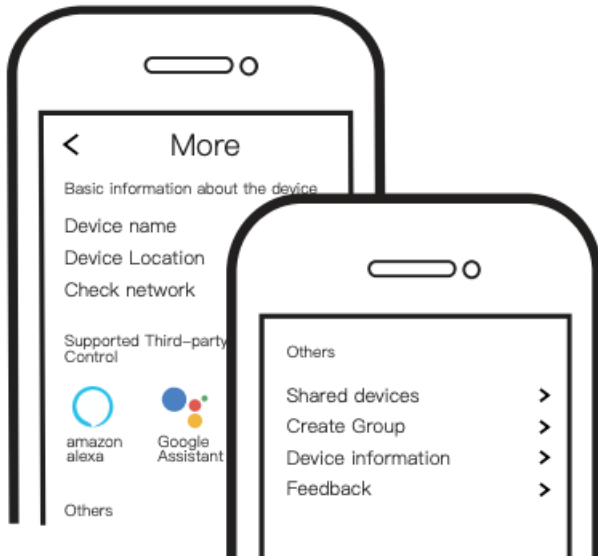 More
Basic information about the device
Device name
Device Location
Check network
Supported Third-party
Control
amazon
alexa
Google
Assistant
Others
Others
Shared devices
Create Group
Device information
Feedback